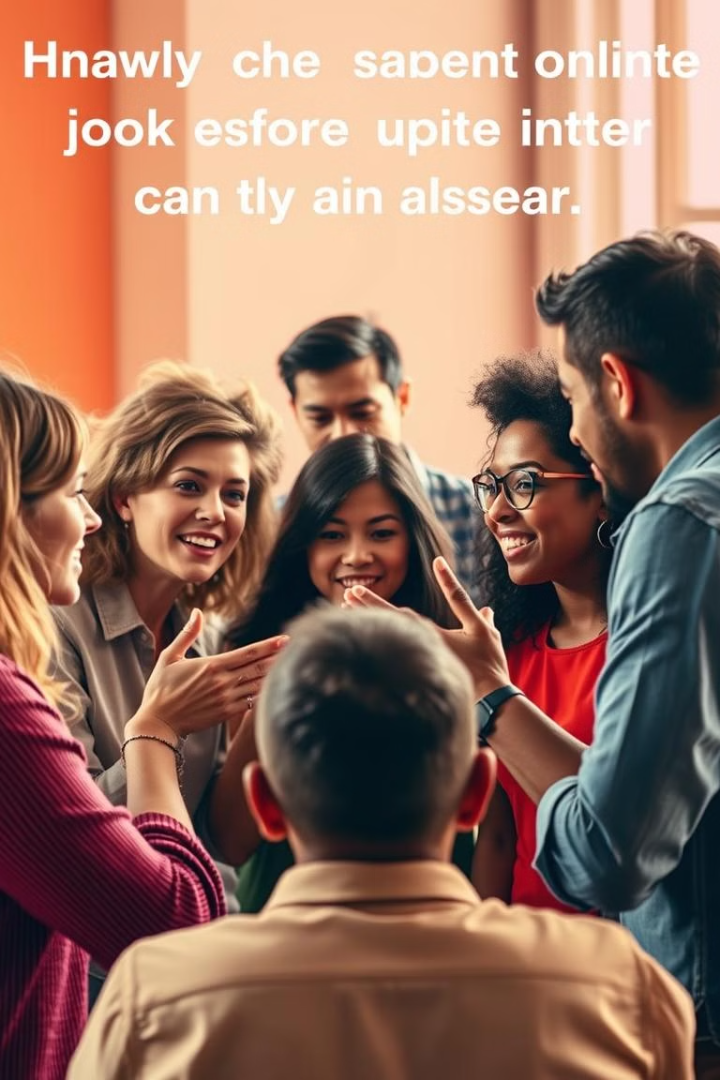 Hnawly che sapent onlinte
jook esfore upite intter
can tly ain alssear.